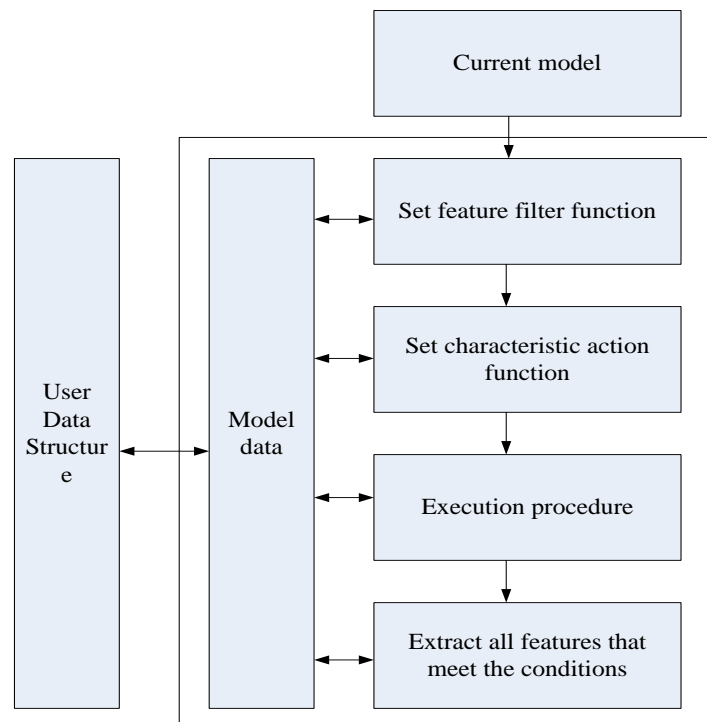 Current model
Set feature filter function
Set characteristic action
function
User
Data
Structur
e
Model
data
Execution procedure
Extract all features that
meet the conditions